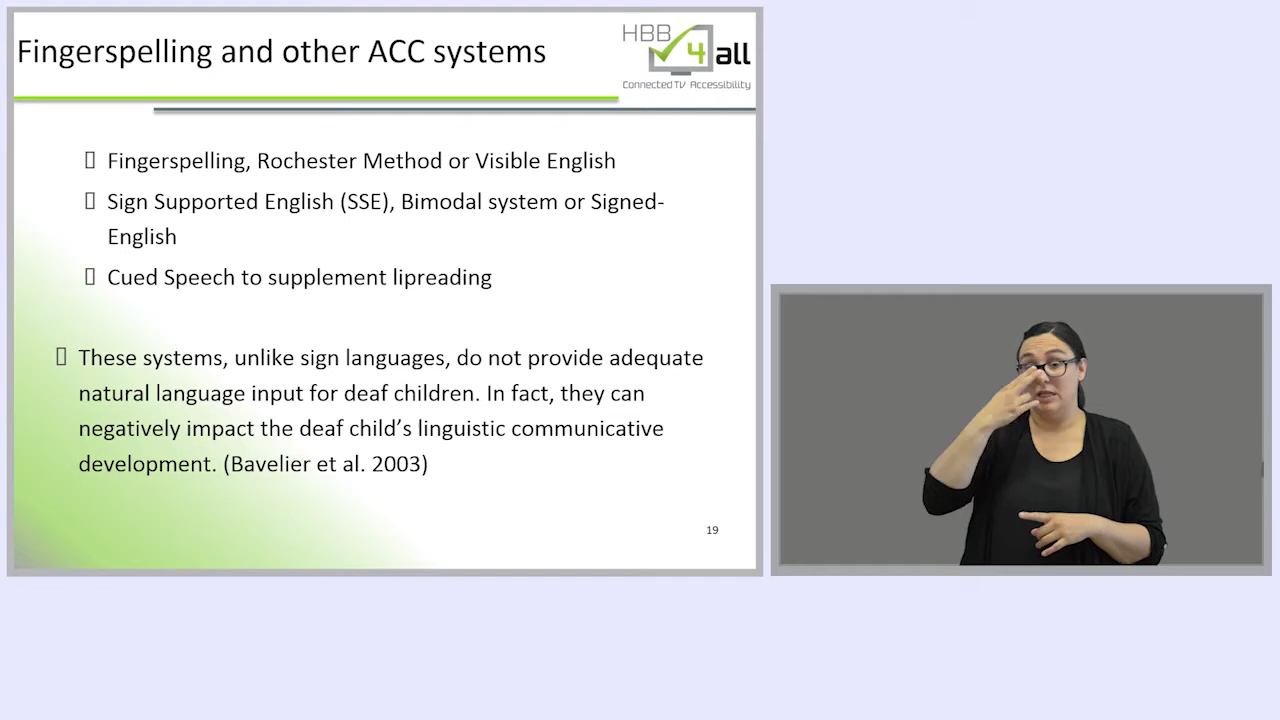 Fingerspelling and other ACC systems
HBB
4 all
Connected TV Accessibility
Fingerspelling, Rochester Method or Visible English
Sign Supported English (SSE), Bimodal system or Signed-
English
Cued Speech to supplement lipreading
These systems, unlike sign languages, do not provide adequate
natural language input for deaf children. In fact, they can
negatively impact the deaf child’s linguistic communicative
development. (Bavelier et al. 2003)
19